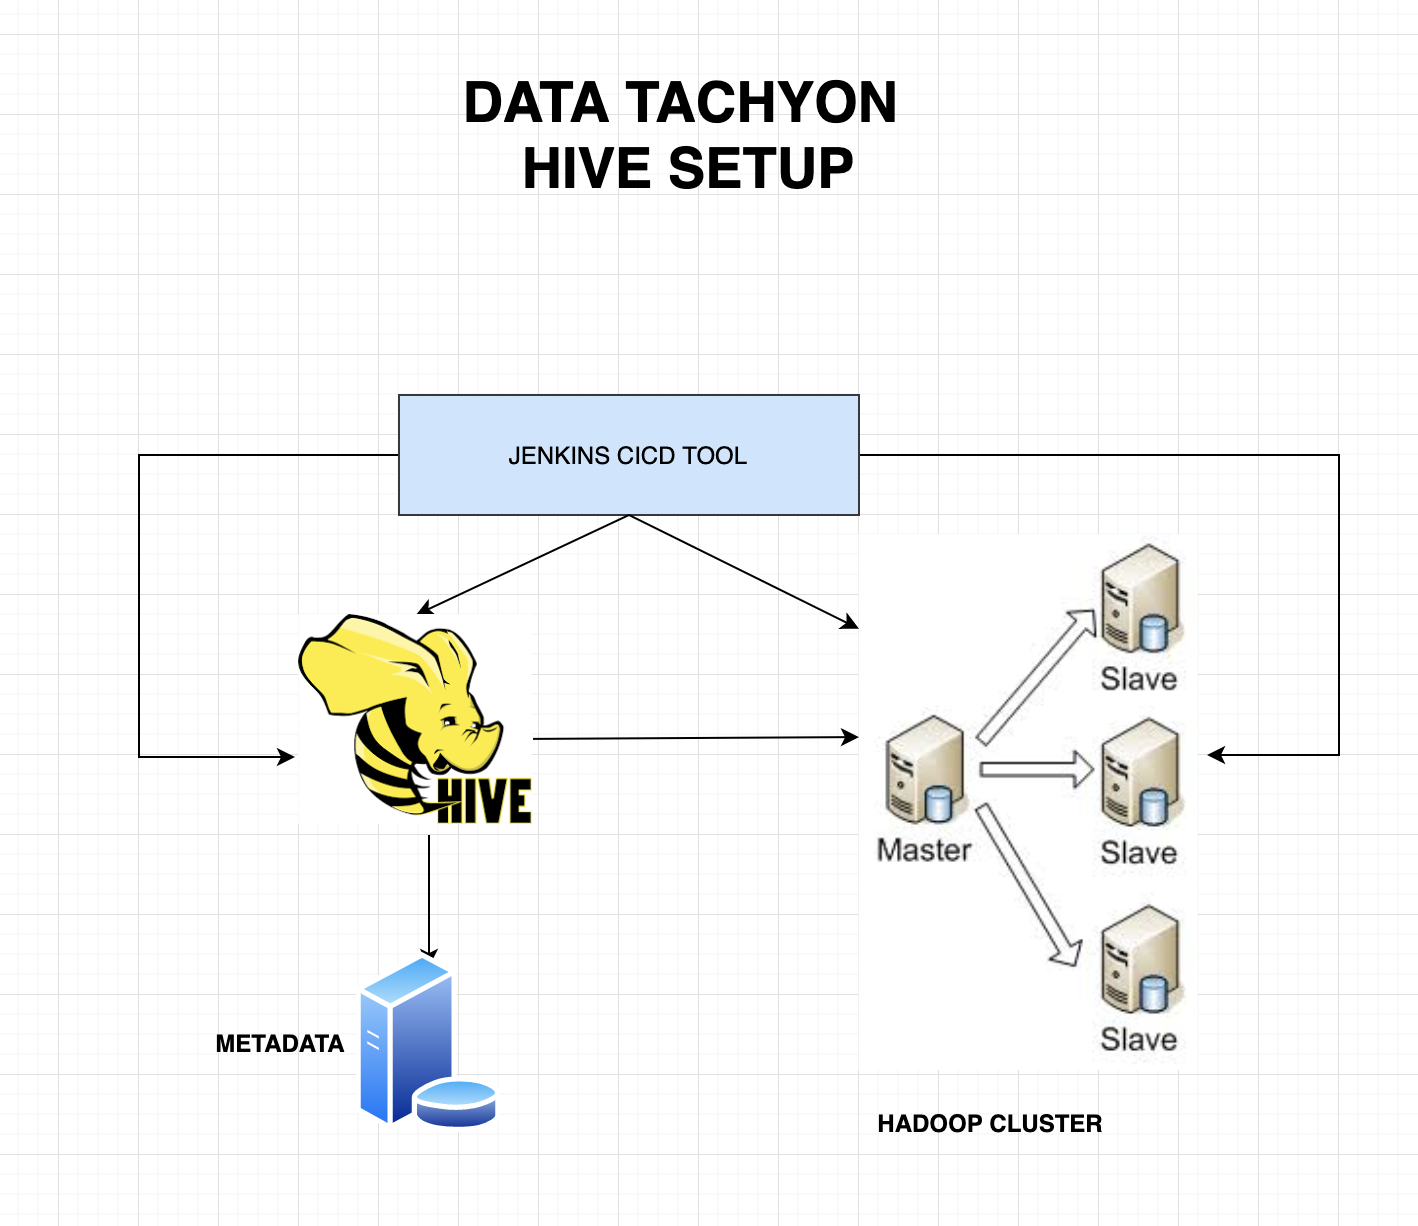 DATA TACHYON
HIVE SETUP
JENKINS CICD TOOL
HIVE
Slave
Master
Slave
Slave
METADATA
HADOOP CLUSTER